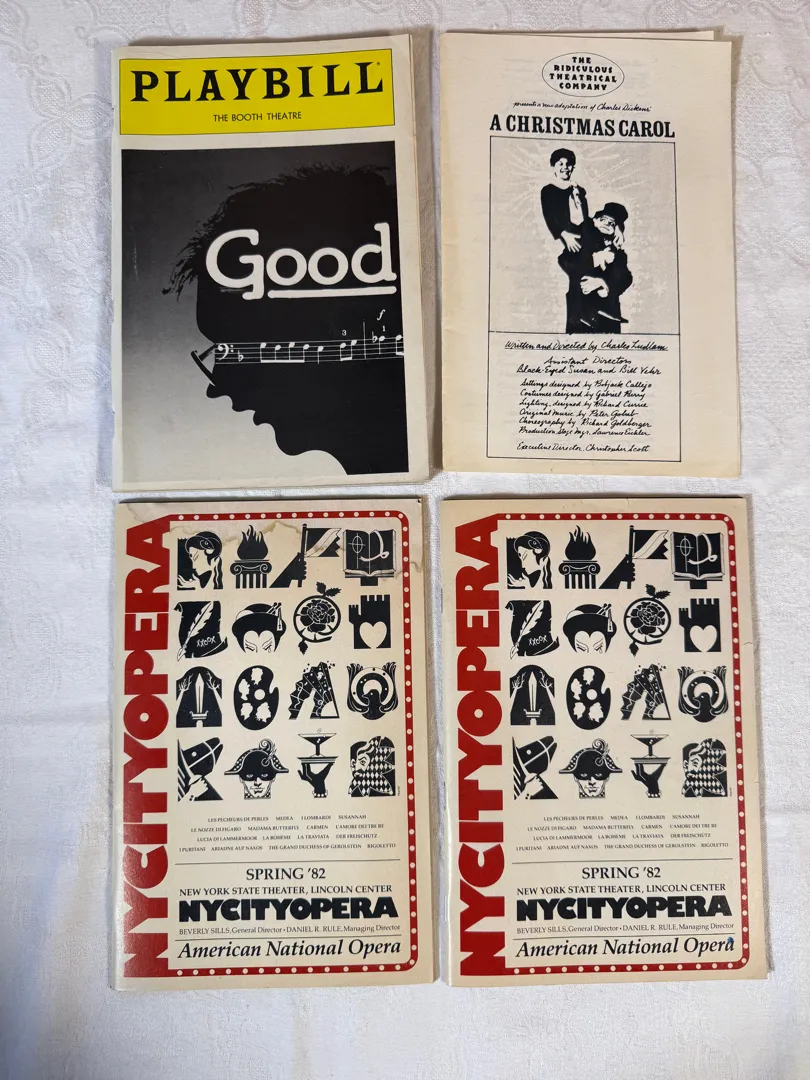 PLAYBILL®
THE BOOTH THEATRE
Good
3
f
1
THE
RIDICULOUS
THEATRICAL
COMPANY
presents a new adaptation of Charles Dickens'
A CHRISTMAS CAROL
Written and Directed by Charles Ludlam
Assistant Directors
Black-Eyed Susan and Bill Vehr
Settings designed by Bobjack Callejo
Costumes designed by Gabriel Berry
Lighting designed by Richard Currie
Original Music by Peter Golub
Choreography by Richard Goldberger
Production Stage Mgr. Lawrence Eichler
Executive Director, Christopher Scott
NYCITYOPERA
XXOOX
LES PECHEURS DE PERLES MEDEA I LOMBARDI SUSANNAH
LE NOZZE DI FIGARO MADAMA BUTTERFLY CARMEN L'AMORE DEI TRE RE
LUCIA DI LAMMERMOOR LA BOHEME LA TRAVIATA DER FREISCHUTZ
I PURITANI ARIADNE AUF NAXOS THE GRAND DUCHESS OF GEROLSTEIN RIGOLETTO
SPRING '82
NEW YORK STATE THEATER, LINCOLN CENTER
NYCITYOPERA
BEVERLY SILLS, General Director • DANIEL R. RULE, Managing Director
American National Opera
NYCITYOPERA
XXOOX
LES PECHEURS DE PERLES MEDEA I LOMBARDI SUSANNAH
LE NOZZE DI FIGARO MADAMA BUTTERFLY CARMEN L'AMORE DEI TRE RE
LUCIA DI LAMMERMOOR LA BOHEME LA TRAVIATA DER FREISCHUTZ
I PURITANI ARIADNE AUF NAXOS THE GRAND DUCHESS OF GEROLSTEIN RIGOLETTO
SPRING '82
NEW YORK STATE THEATER, LINCOLN CENTER
NYCITYOPERA
BEVERLY SILLS, General Director • DANIEL R. RULE, Managing Director
American National Opera